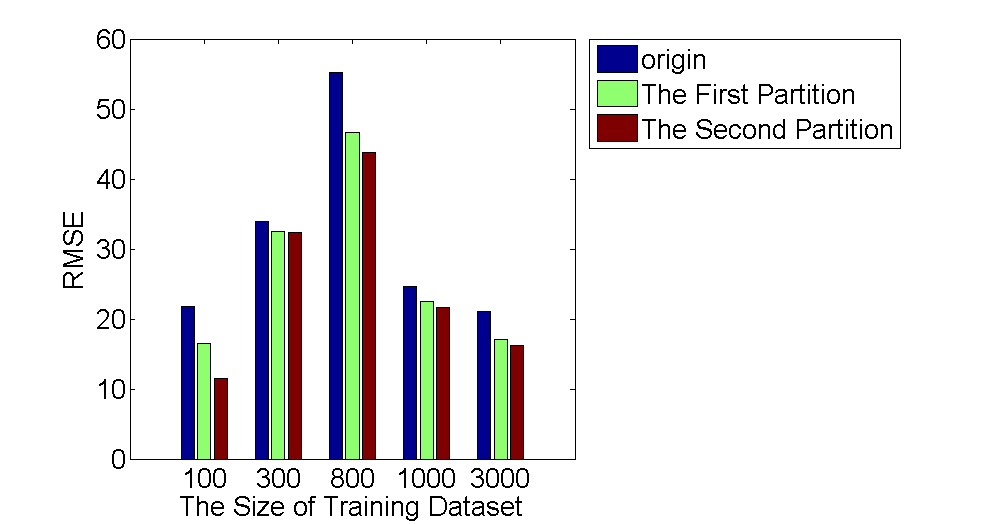 60
50
40
30
20
10
0
RMSE
100 300 800 1000 3000
The Size of Training Dataset
origin
The First Partition
The Second Partition